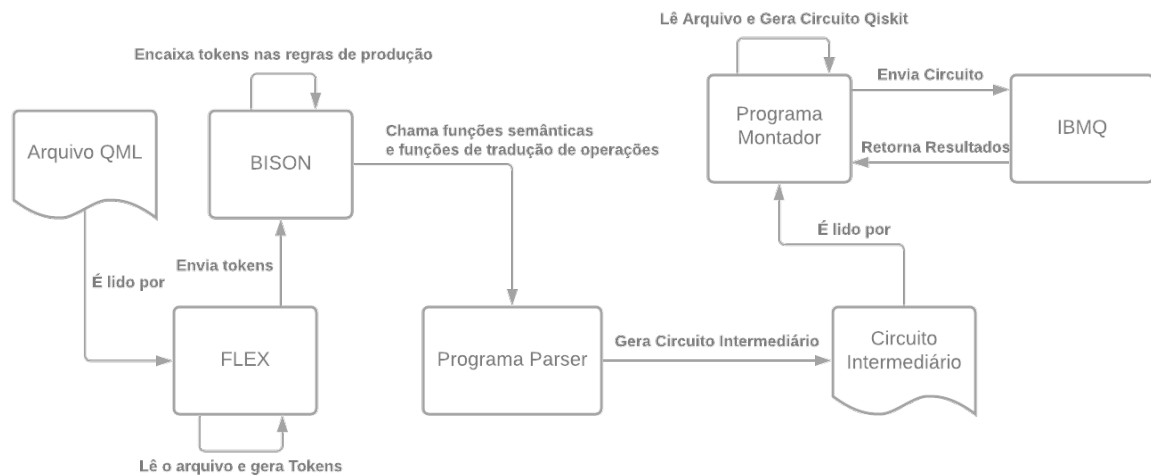 Lê Arquivo e Gera Circuito Qiskit
Encaixa tokens nas regras de produção
Envia Circuito
Programa
Montador
IBMQ
Chama funções semânticas
e funções de tradução de operações
Arquivo QML
BISON
Retorna Resultados
É lido por
Envia tokens
É lido por
FLEX
Programa Parser
Gera Circuito Intermediário
Circuito
Intermediário
Lê o arquivo e gera Tokens